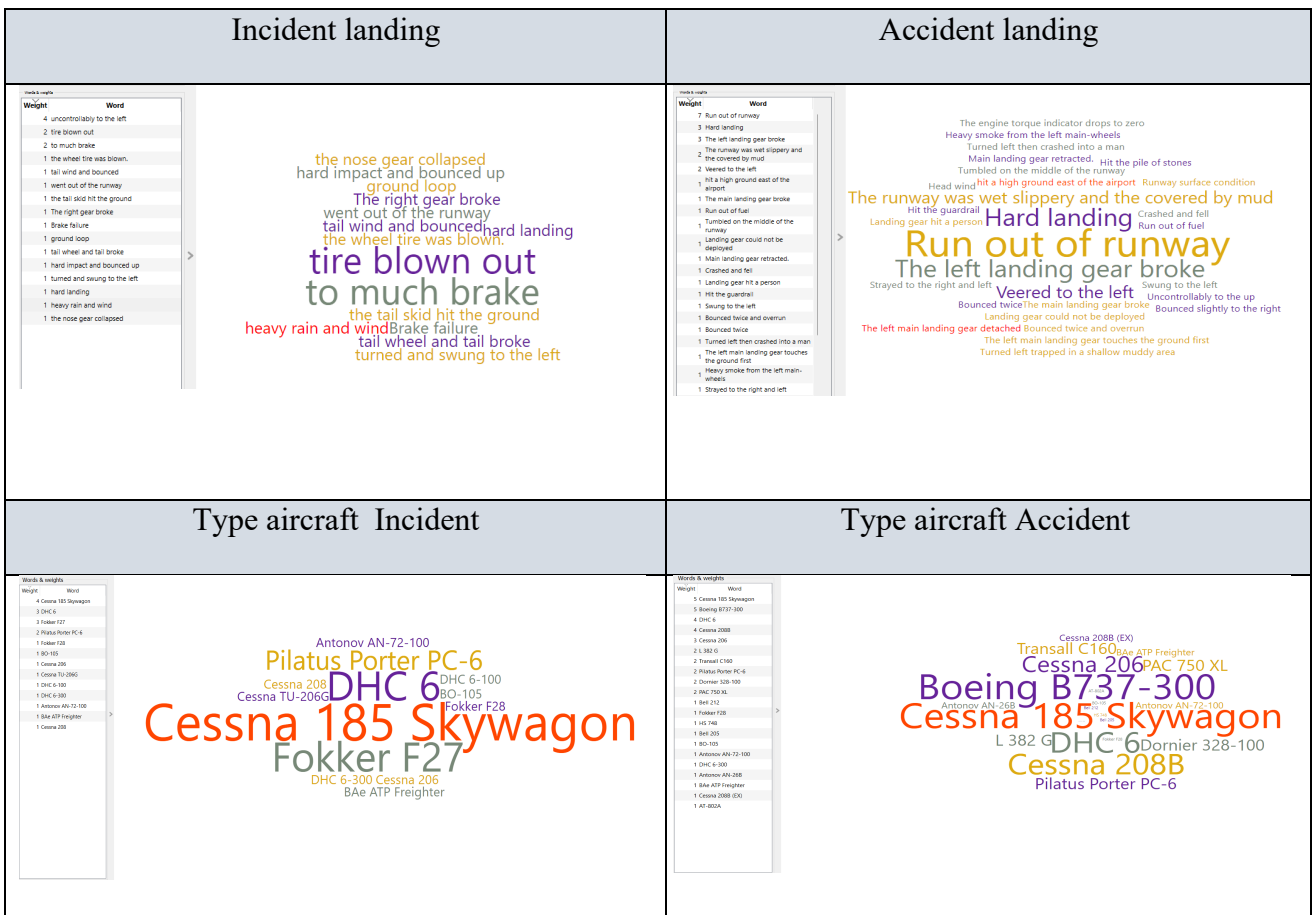 Incident landing
Accident landing
Words & weights
Weight Word
4 uncontrollably to the left
2 tire blown out
2 to much brake
1 the wheel tire was blown.
1 tail wind and bounced
1 went out of the runway
1 the tail skid hit the ground
1 The right gear broke
1 Brake failure
1 ground loop
1 tail wheel and tail broke
1 hard impact and bounced up
1 turned and swung to the left
1 hard landing
1 heavy rain and wind
1 the nose gear collapsed
the nose gear collapsed
hard impact and bounced up
ground loop
The right gear broke
went out of the runway
tail wind and bounced hard landing
the wheel tire was blown.
tire blown out
to much brake
the tail skid hit the ground
heavy rain and wind Brake failure
tail wheel and tail broke
turned and swung to the left
Words & weights
Weight Word
7 Run out of runway
3 Hard landing
3 The left landing gear broke
2 The runway was wet slippery and
the covered by mud
2 Veered to the left
1 hit a high ground east of the
airport
1 The main landing gear broke
1 Run out of fuel
1 Tumbled on the middle of the
runway
1 Landing gear could not be
deployed
1 Main landing gear retracted.
1 Crashed and fell
1 Landing gear hit a person
1 Hit the guardrail
1 Swung to the left
1 Bounced twice and overrun
1 Bounced twice
1 Turned left then crashed into a man
1 The left main landing gear touches
the ground first
1 Heavy smoke from the left main-
wheels
1 Strayed to the right and left
The engine torque indicator drops to zero
Heavy smoke from the left main-wheels
Turned left then crashed into a man
Main landing gear retracted. Hit the pile of stones
Tumbled on the middle of the runway
Head wind hit a high ground east of the airport Runway surface condition
The runway was wet slippery and the covered by mud
Hit the guardrail Hard landing Crashed and fell
Landing gear hit a person Run out of fuel
Run out of runway
The left landing gear broke
Strayed to the right and left Veered to the left Swung to the left
Uncontrollably to the up
Bounced twice The main landing gear broke Bounced slightly to the right
Landing gear could not be deployed
The left main landing gear detached Bounced twice and overrun
The left main landing gear touches the ground first
Turned left trapped in a shallow muddy area
Type aircraft Incident
Type aircraft Accident
Words & weights
Weight Word
4 Cessna 185 Skywagon
3 DHC 6
3 Fokker F27
2 Pilatus Porter PC-6
1 Fokker F28
1 BO-105
1 Cessna 206
1 Cessna TU-206G
1 DHC 6-100
1 DHC 6-300
1 Antonov AN-72-100
1 BAe ATP Freighter
1 Cessna 208
Antonov AN-72-100
Pilatus Porter PC-6
Cessna 208 DHC 6 DHC 6-100
Cessna TU-206G BO-105
Fokker F28
Cessna 185 Skywagon
Fokker F27
DHC 6-300 Cessna 206
BAe ATP Freighter
Words & weights
Weight Word
5 Cessna 185 Skywagon
5 Boeing B737-300
4 DHC 6
4 Cessna 208B
3 Cessna 206
2 L 382 G
2 Transall C160
2 Pilatus Porter PC-6
2 Dornier 328-100
2 PAC 750 XL
1 Bell 212
1 Fokker F28
1 HS 748
1 Bell 205
1 BO-105
1 Antonov AN-72-100
1 DHC 6-300
1 Antonov AN-26B
1 BAe ATP Freighter
1 Cessna 208B (EX)
1 AT-802A
Cessna 208B (EX)
Transall C160 BAe ATP Freighter
Cessna 206 PAC 750 XL
Boeing B737-300
AT-802A
Antonov AN-26B Antonov AN-72-100
Cessna 185 Skywagon
L 382 G DHC 6 Dornier 328-100
Cessna 208B
Pilatus Porter PC-6